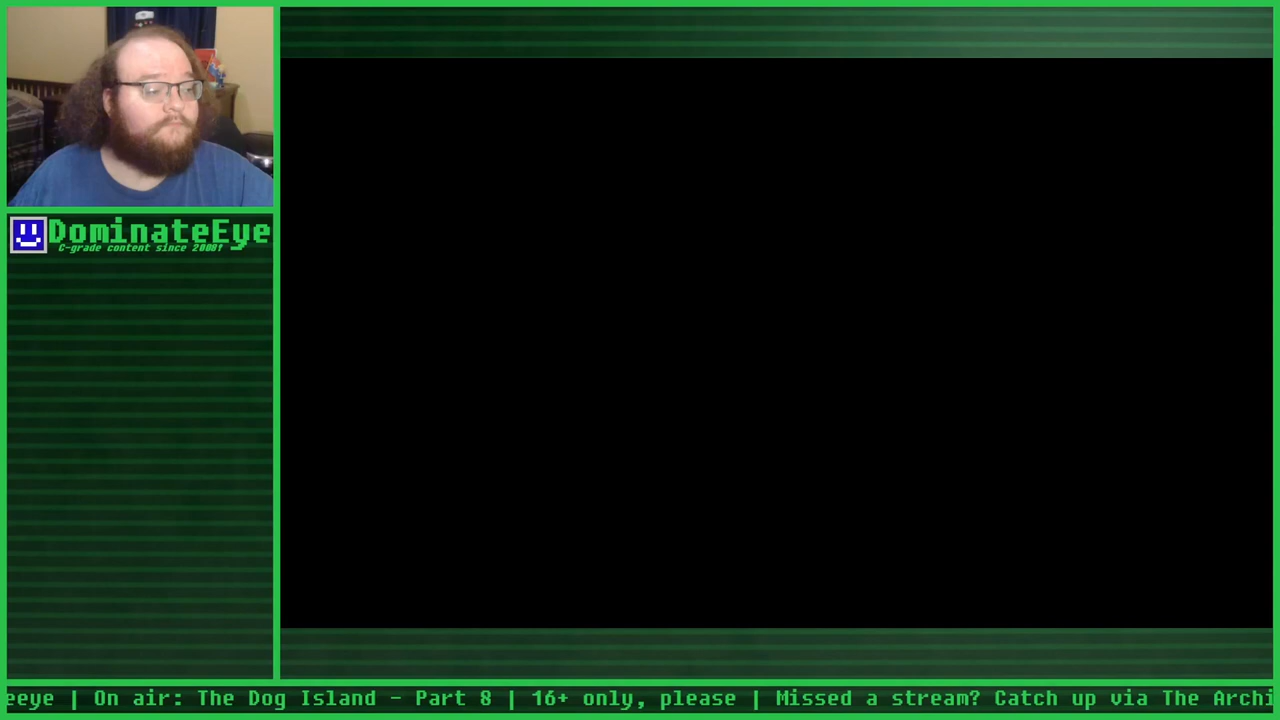 DominateEye
C-grade content since 2008!
eeye | On air: The Dog Island - Part 8 | 16+ only, please | Missed a stream? Catch up via The Archi